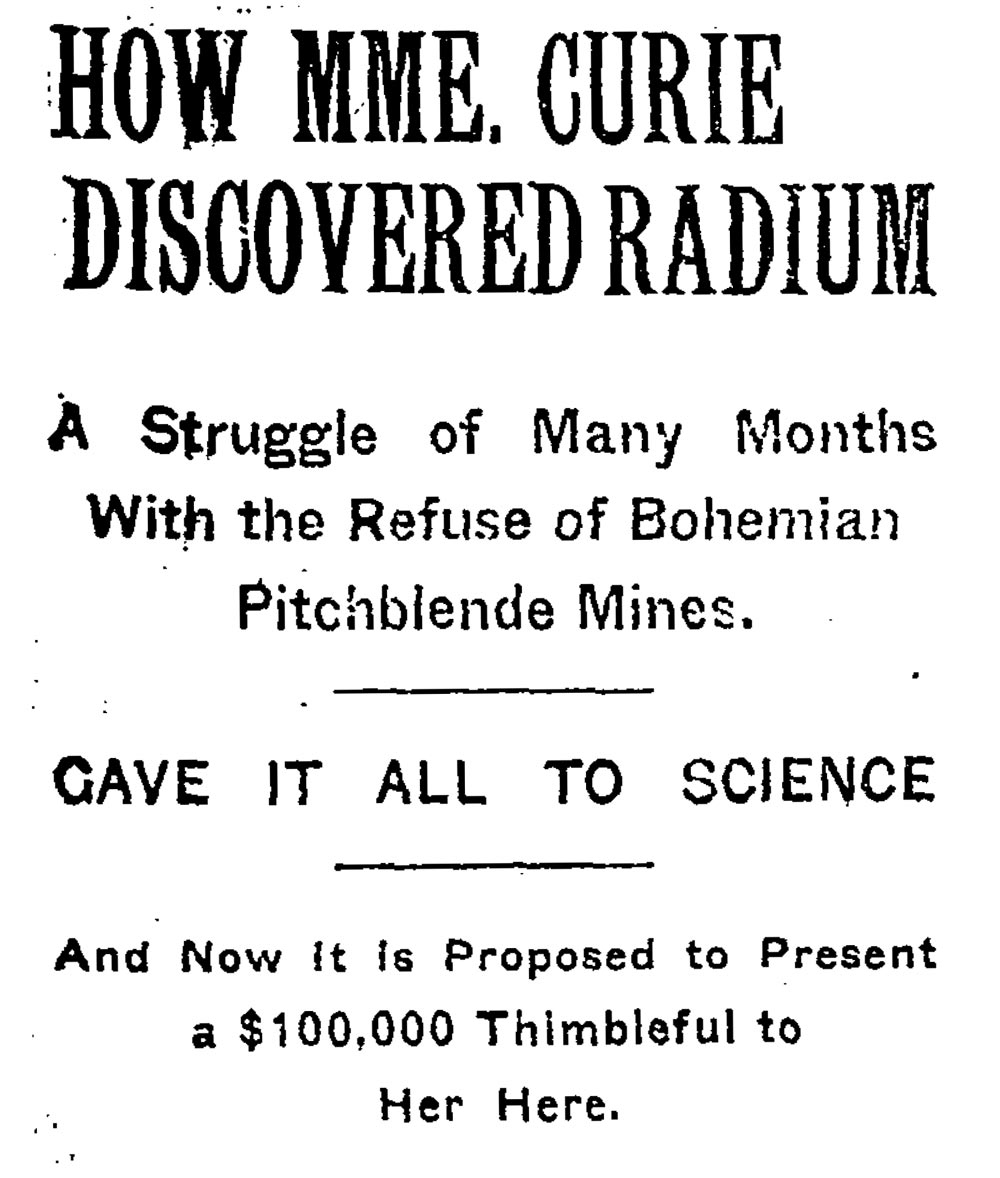 HOW MME. CURIE
DISCOVERED RADIUM
A Struggle of Many Months
With the Refuse of Bohemian
Pitchblende Mines.
GAVE IT ALL TO SCIENCE
And Now It Is Proposed to Present
a $100,000 Thimbleful to
Her Here.